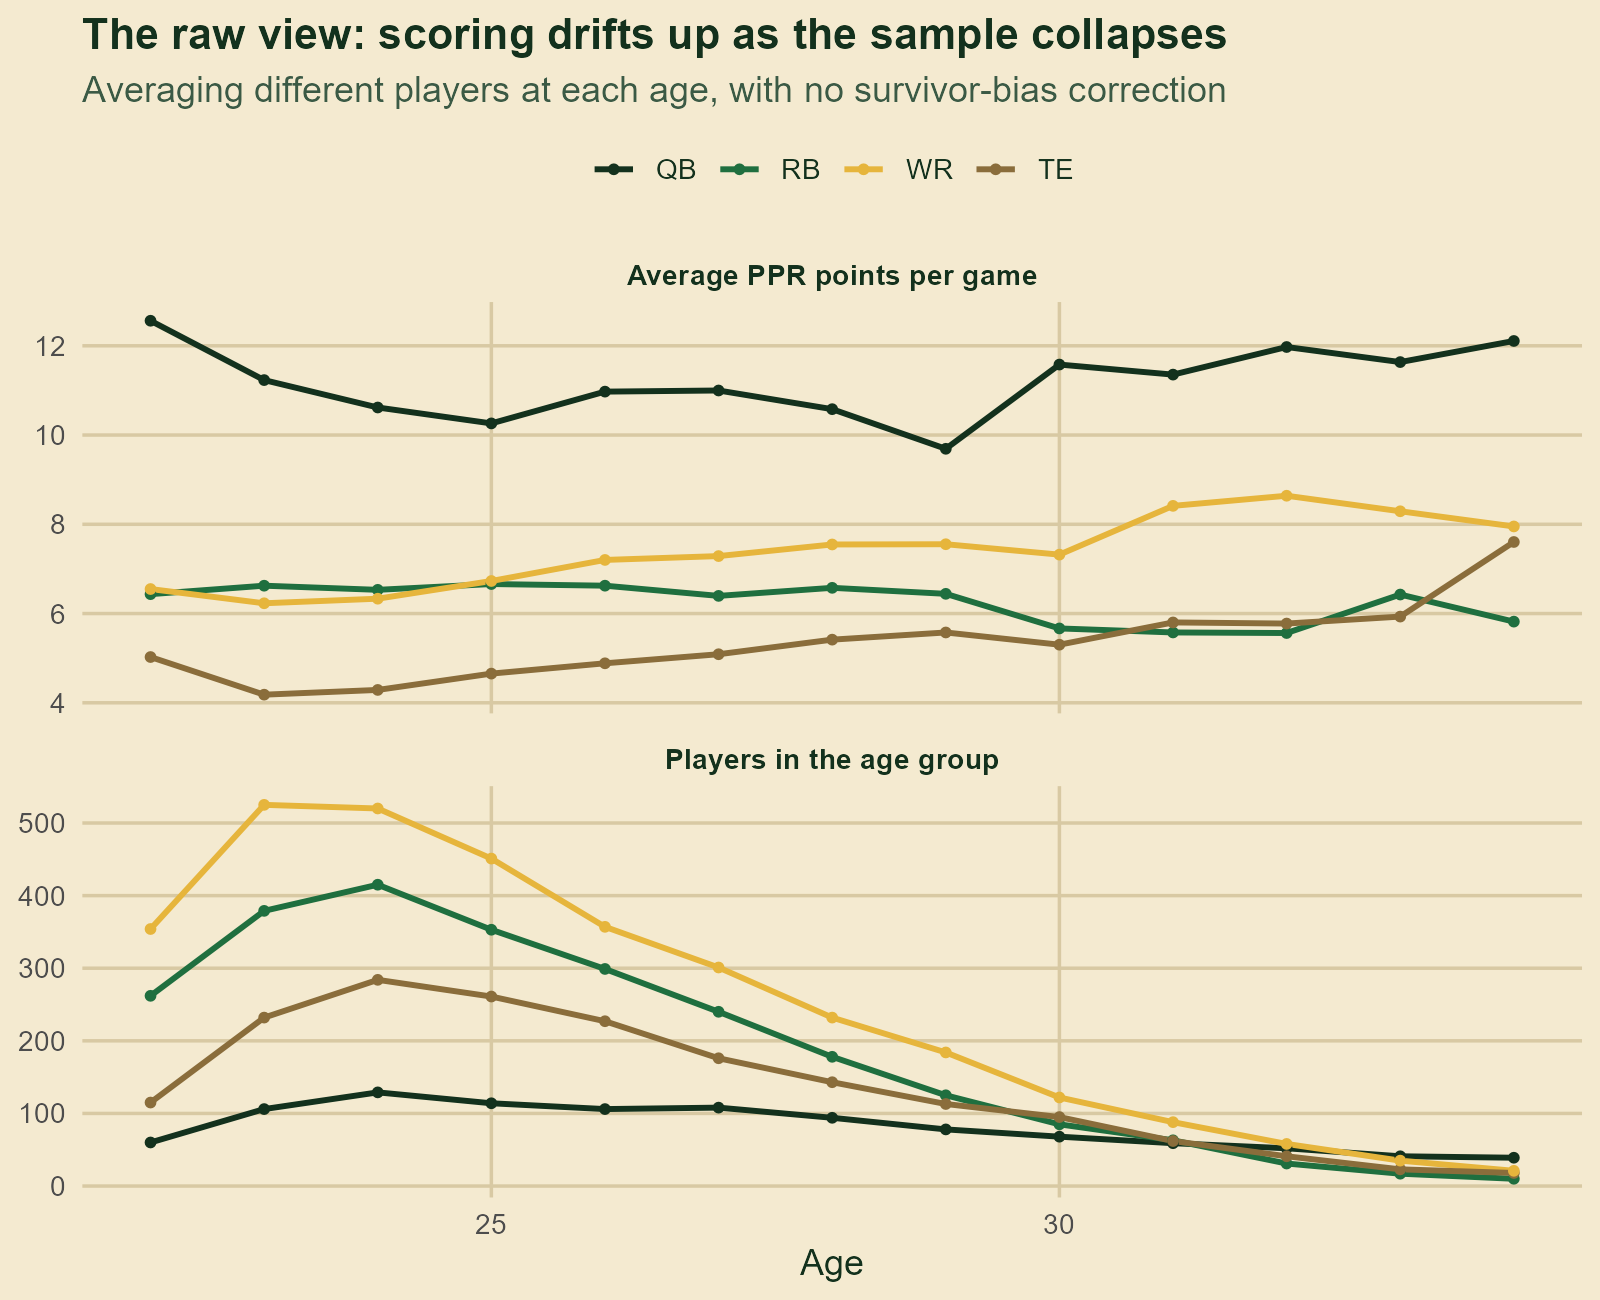 The raw view: scoring drifts up as the sample collapses
Averaging different players at each age, with no survivor-bias correction
QB RB WR TE
Average PPR points per game
12
10
8
6
4
Players in the age group
500
400
300
200
100
0
25 30
Age